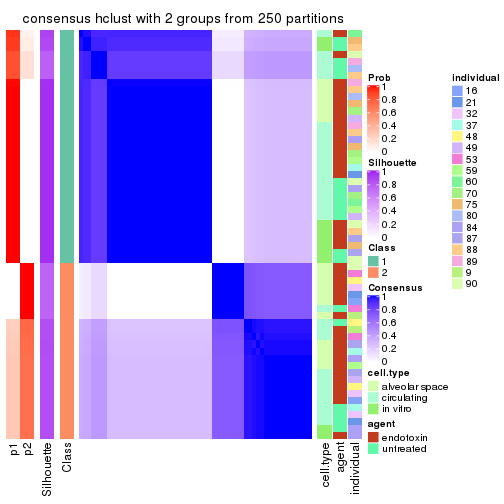 consensus hclust with 2 groups from 250 partitions
p1
p2
Silhouette
Class
cell.type
agent
individual
Prob
1
0.8
0.6
0.4
0.2
0
Silhouette
1
0.8
0.6
0.4
0.2
0
Class
1
2
Consensus
1
0.8
0.6
0.4
0.2
0
cell.type
alveolar space
circulating
in vitro
agent
endotoxin
untreated
individual
16
21
32
37
48
49
53
59
60
70
75
80
84
87
88
89
9
90